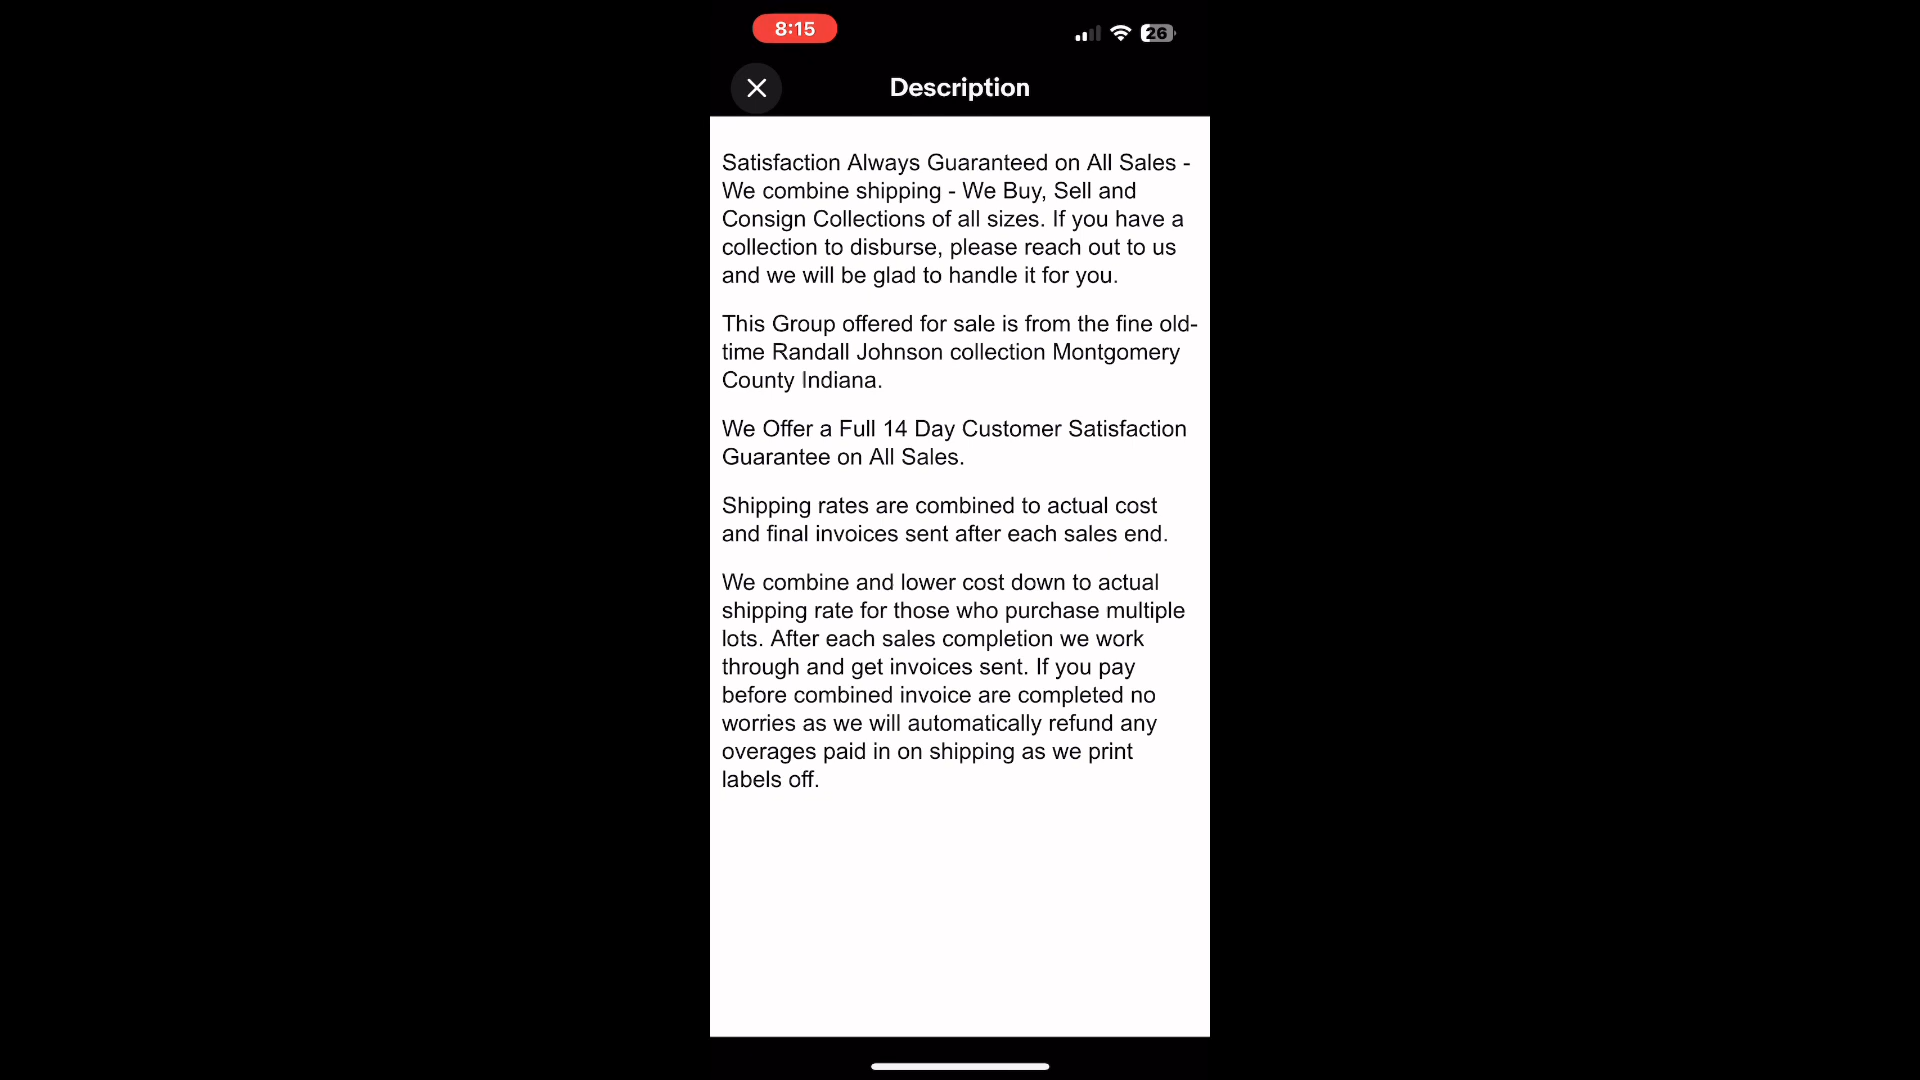 8:15
26
Description
Satisfaction Always Guaranteed on All Sales -
We combine shipping - We Buy, Sell and
Consign Collections of all sizes. If you have a
collection to disburse, please reach out to us
and we will be glad to handle it for you.
This Group offered for sale is from the fine old-
time Randall Johnson collection Montgomery
County Indiana.
We Offer a Full 14 Day Customer Satisfaction
Guarantee on All Sales.
Shipping rates are combined to actual cost
and final invoices sent after each sales end.
We combine and lower cost down to actual
shipping rate for those who purchase multiple
lots. After each sales completion we work
through and get invoices sent. If you pay
before combined invoice are completed no
worries as we will automatically refund any
overages paid in on shipping as we print
labels off.